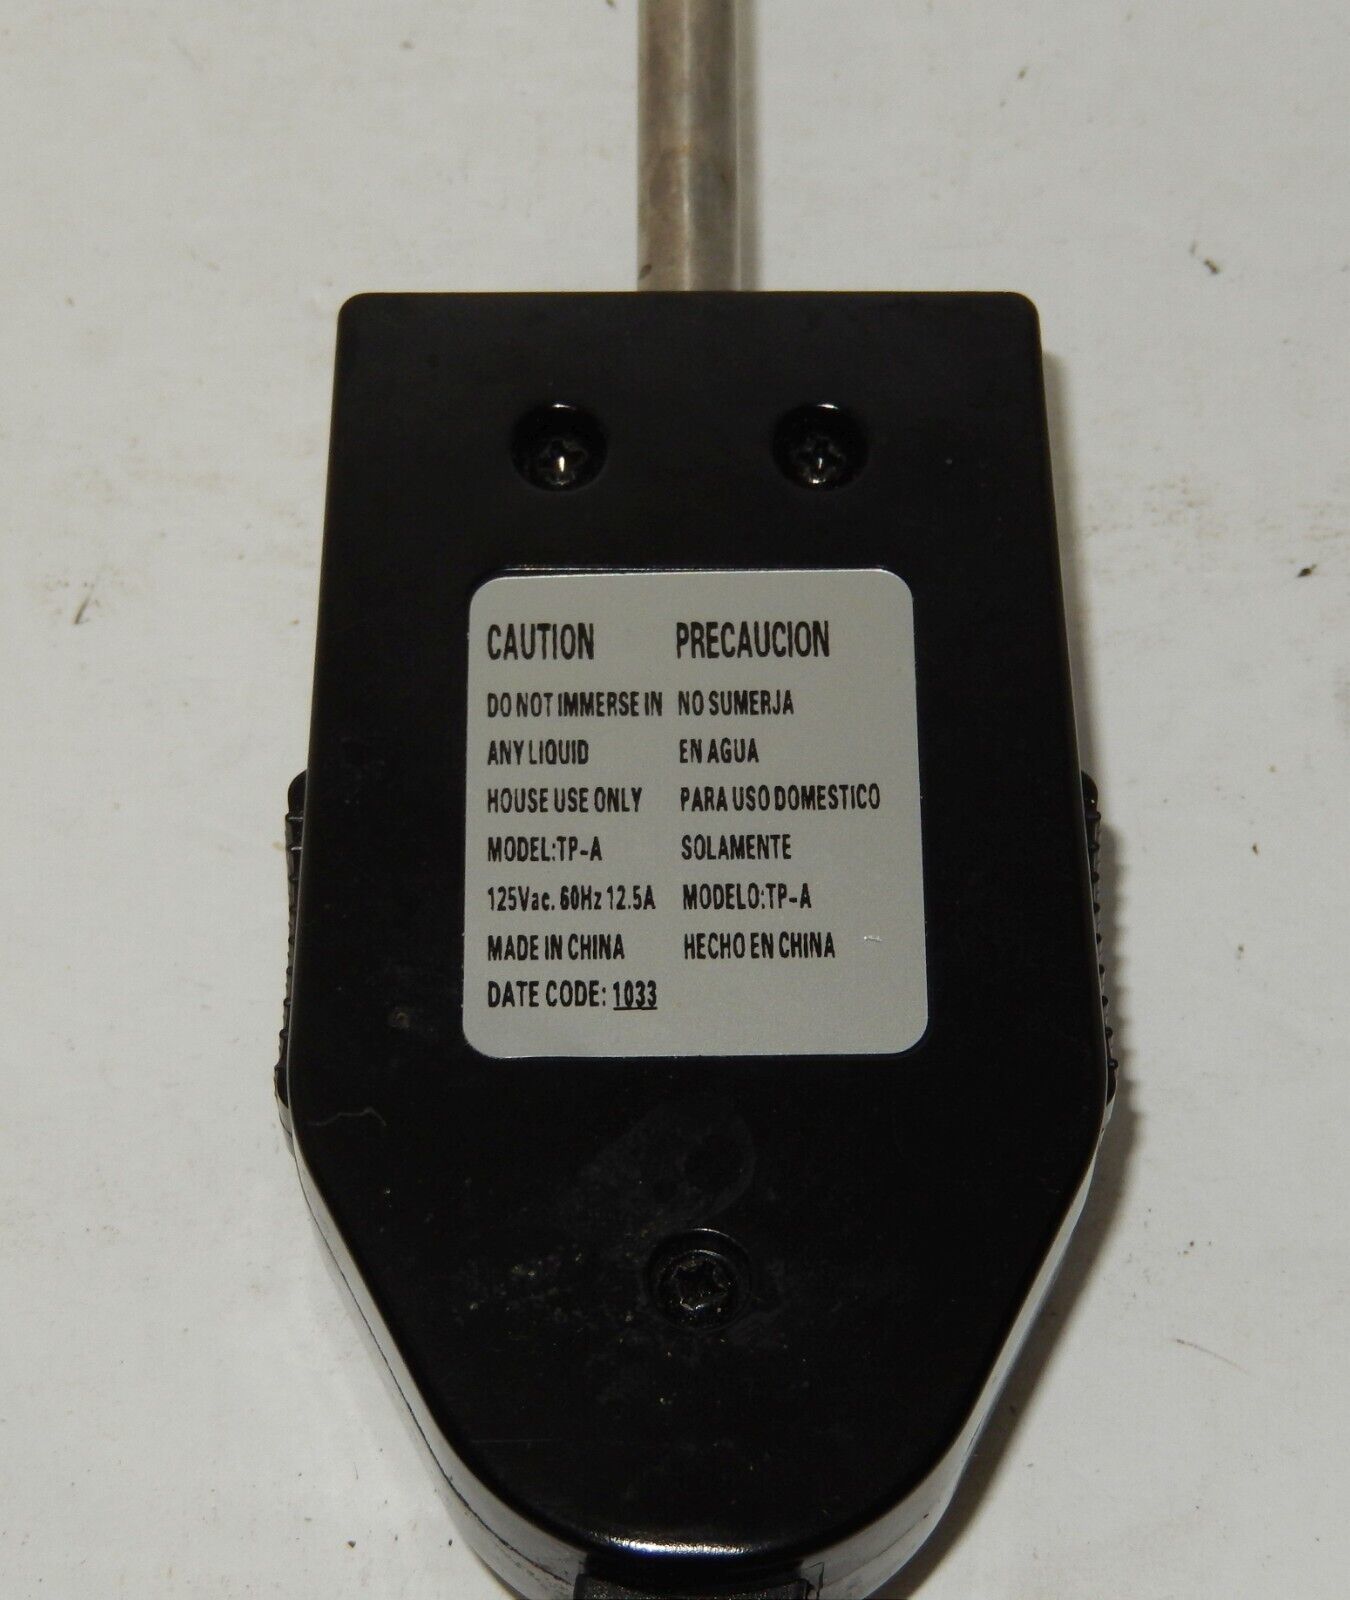 CAUTION
DO NOT IMMERSE IN
ANY LIQUID
HOUSE USE ONLY
MODEL:TP-A
125Vac. 60Hz 12.5A
MADE IN CHINA
DATE CODE: 1033
PRECAUCION
NO SUMERJA
EN AGUA
PARA USO DOMESTICO
SOLAMENTE
MODELO:TP-A
HECHO EN CHINA